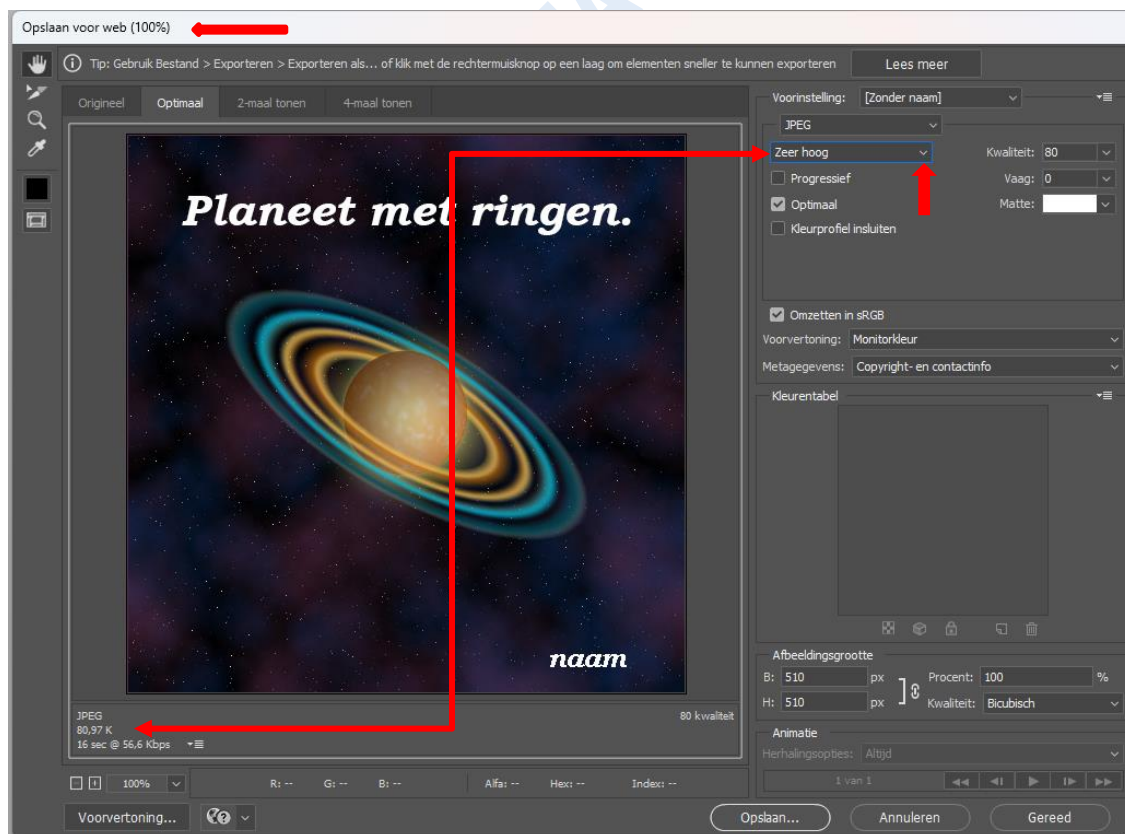 Opslaan voor web (100%)
Tip: Gebruik Bestand > Exporteren > Exporteren als... of klik met de rechtermuisknop op een laag om elementen sneller te kunnen exporteren
Lees meer
Origineel Optimaal 2-maal tonen 4-maal tonen
Planeet met ringen.
naam
JPEG
80,97 K
16 sec @ 56,6 Kbps
80 kwaliteit
100% R: -- G: -- B: -- Alfa: -- Hex: -- Index: --
Voorinstelling: [Zonder naam]
JPEG
Zeer hoog Kwaliteit: 80
Progressief Vaag: 0
Optimaal Matte:
Kleurprofiel insluiten
Omzetten in sRGB
Voorvertoning: Monitorkleur
Metagegevens: Copyright- en contactinfo
Kleurentabel
Afbeeldingsgrootte
B: 510 px Procent: 100 %
H: 510 px Kwaliteit: Bicubisch
Animatie
Herhalingsopties: Altijd
1 van 1
Voorvertoning... Opslaan... Annuleren Gereed